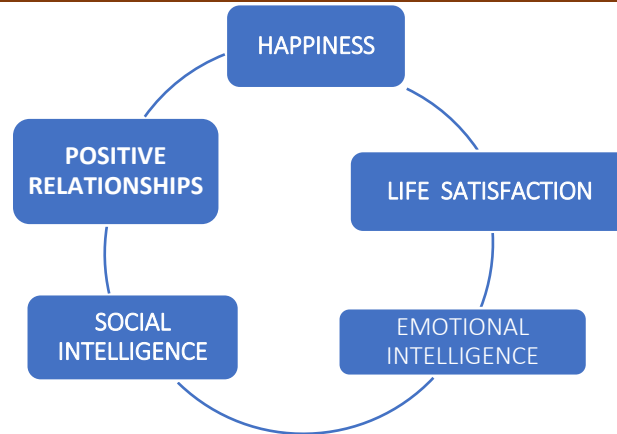 HAPPINESS
POSITIVE
RELATIONSHIPS
LIFE SATISFACTION
SOCIAL
INTELLIGENCE
EMOTIONAL
INTELLIGENCE